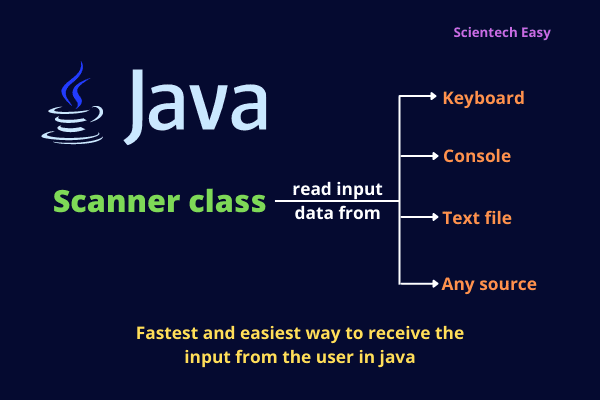 Scientech Easy
Java
Keyboard
Console
Scanner class
read input
data from
Text file
Any source
Fastest and easiest way to receive the
input from the user in java